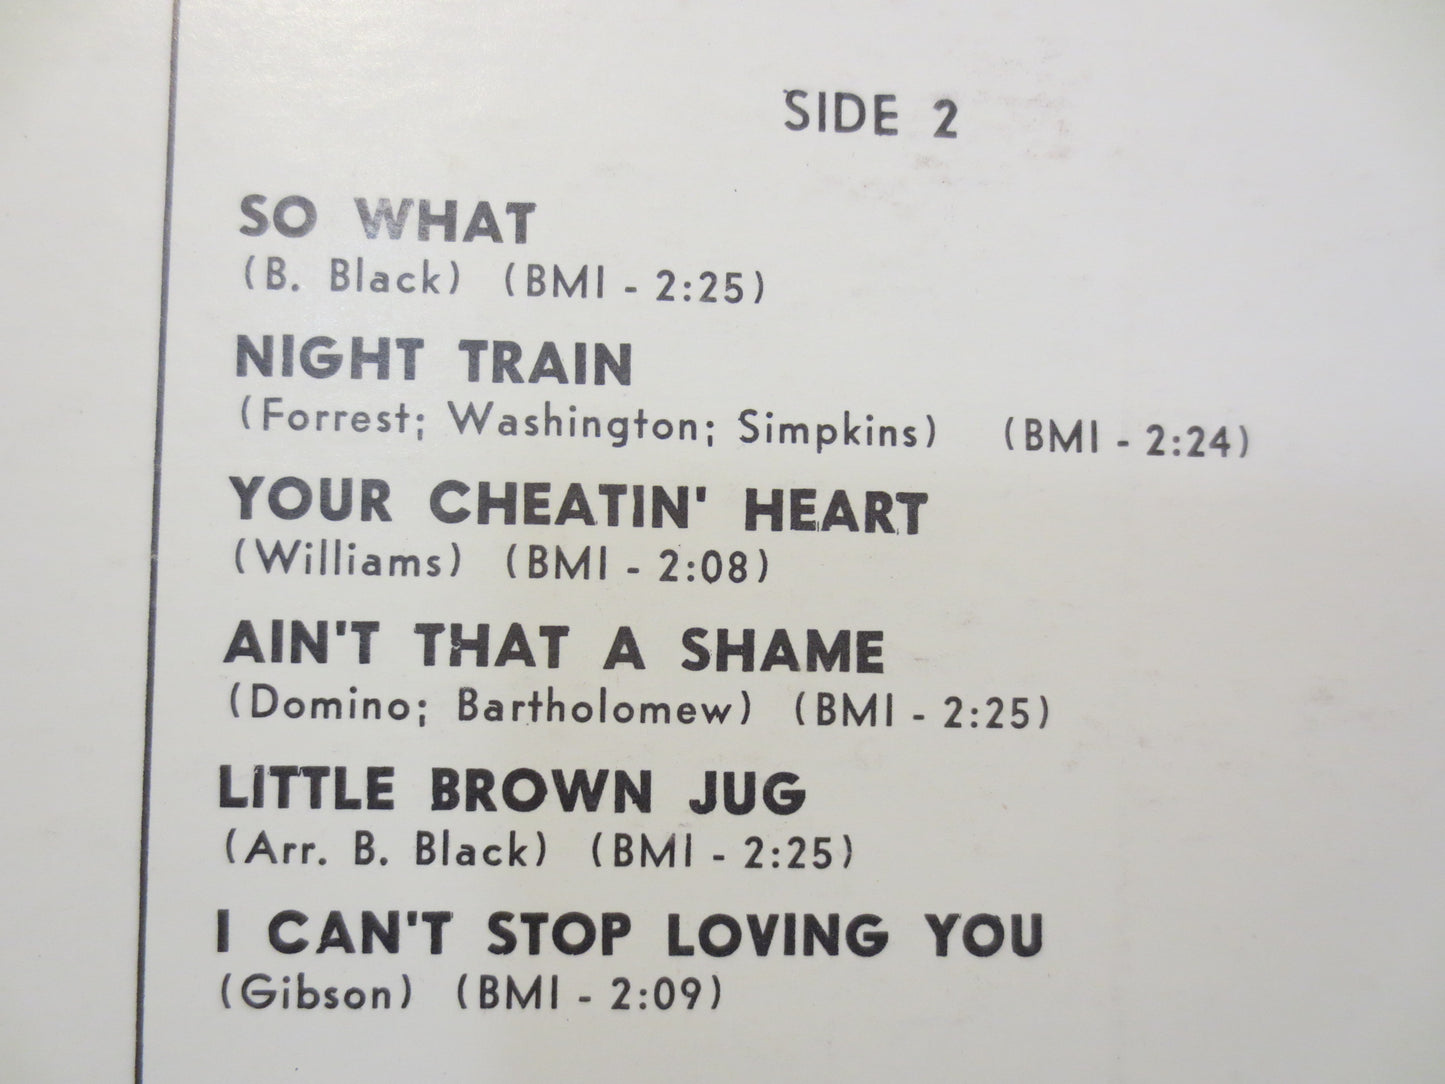 SIDE 2
SO WHAT
(B. Black) (BMI - 2:25)
NIGHT TRAIN
(Forrest; Washington; Simpkins) (BMI - 2:24)
YOUR CHEATIN' HEART
(Williams) (BMI - 2:08)
AIN'T THAT A SHAME
(Domino; Bartholomew) (BMI - 2:25)
LITTLE BROWN JUG
(Arr. B. Black) (BMI - 2:25)
I CAN'T STOP LOVING YOU
(Gibson) (BMI - 2:09)